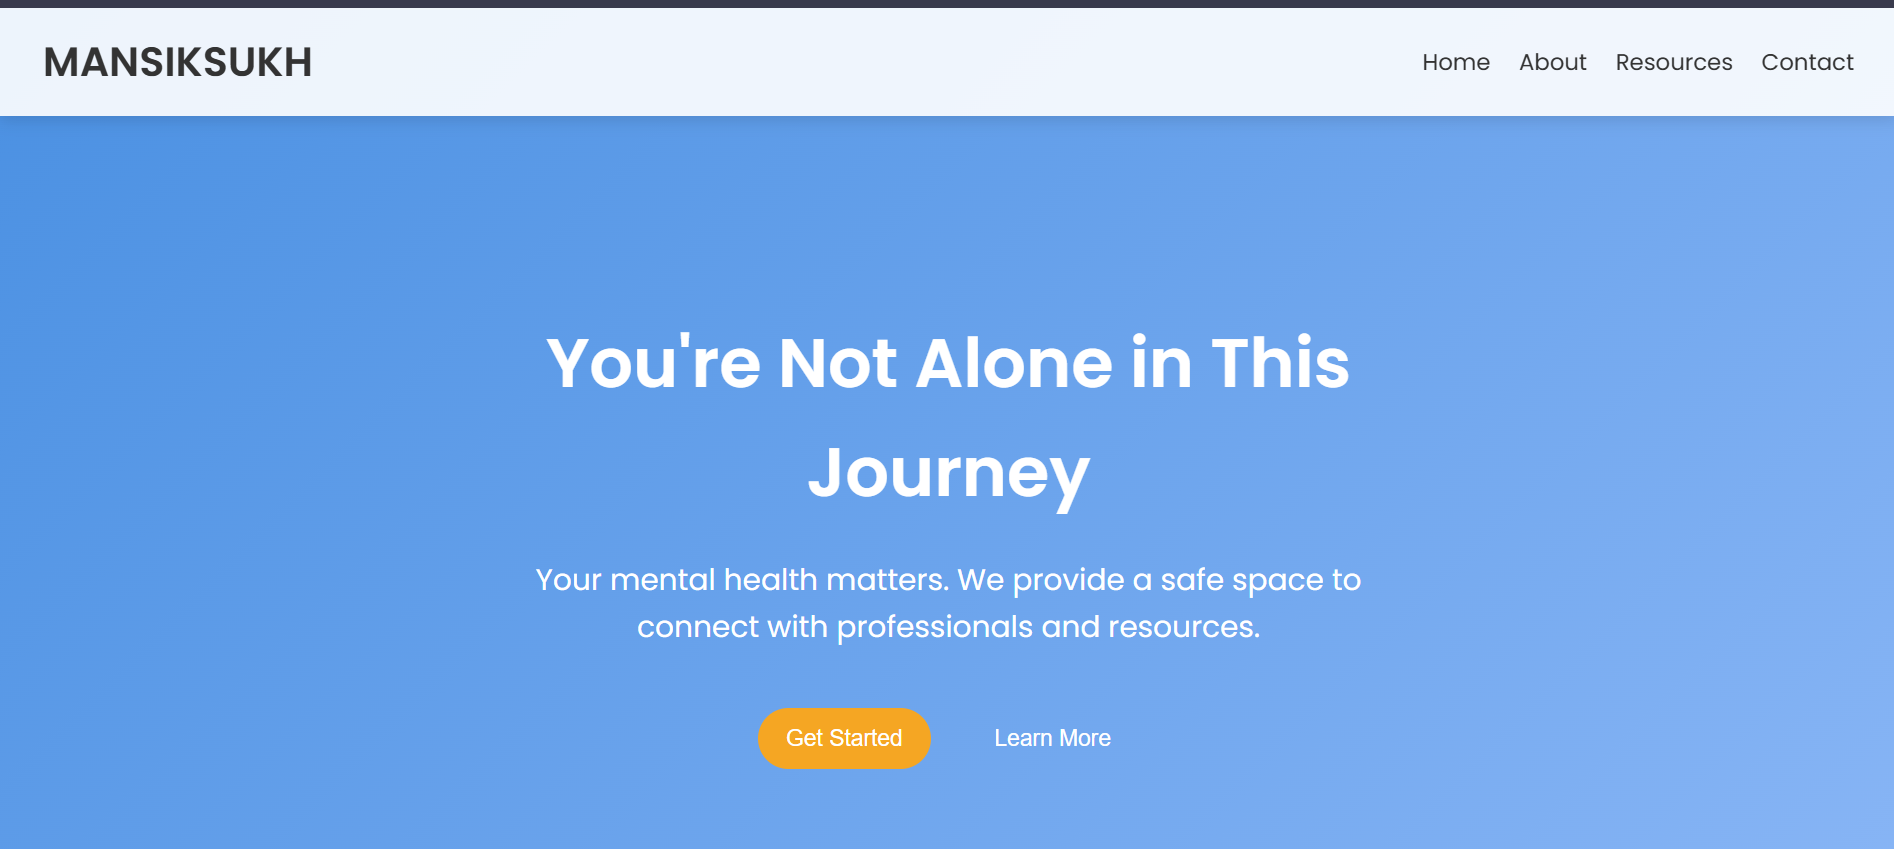 MANSIKSUKH
Home About Resources Contact
You're Not Alone in This
Journey
Your mental health matters. We provide a safe space to
connect with professionals and resources.
Get Started
Learn More